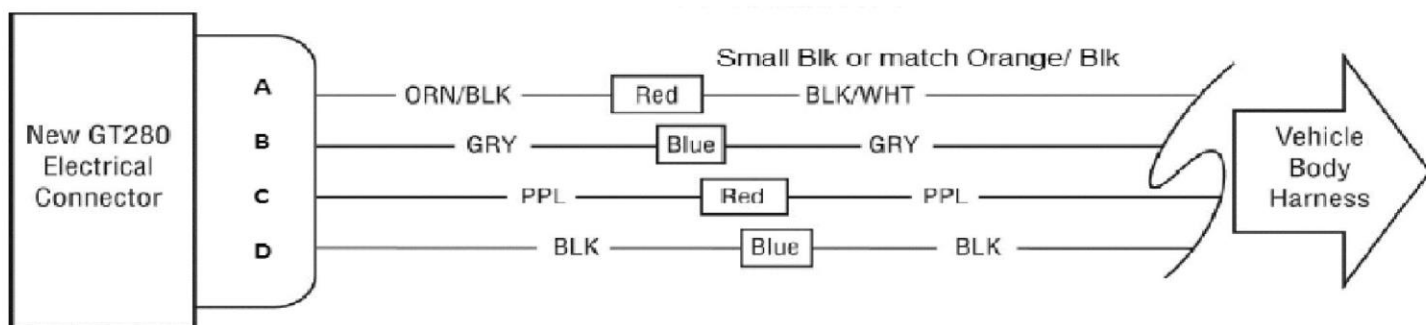 Small Blk or match Orange/ Blk
A ORN/BLK Red BLK/WHT
New GT280
Electrical
Connector
B GRY Blue GRY
C PPL Red PPL
D BLK Blue BLK
Vehicle
Body
Harness